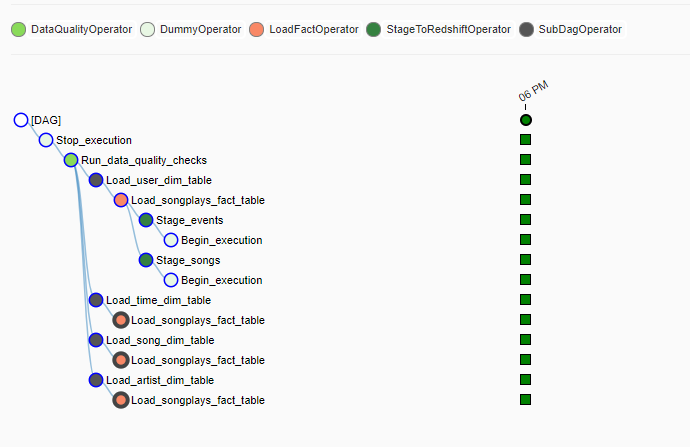 DataQualityOperator DummyOperator LoadFactOperator StageToRedshiftOperator SubDagOperator
06 PM
[DAG]
Stop_execution
Run_data_quality_checks
Load_user_dim_table
Load_songplays_fact_table
Stage_events
Begin_execution
Stage_songs
Begin_execution
Load_time_dim_table
Load_songplays_fact_table
Load_song_dim_table
Load_songplays_fact_table
Load_artist_dim_table
Load_songplays_fact_table